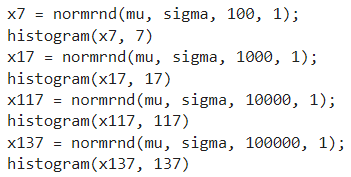 x7 = normrnd(mu, sigma, 100, 1);
histogram(x7, 7)
x17 = normrnd(mu, sigma, 1000, 1);
histogram(x17, 17)
x117 = normrnd(mu, sigma, 10000, 1);
histogram(x117, 117)
x137 = normrnd(mu, sigma, 100000, 1);
histogram(x137, 137)